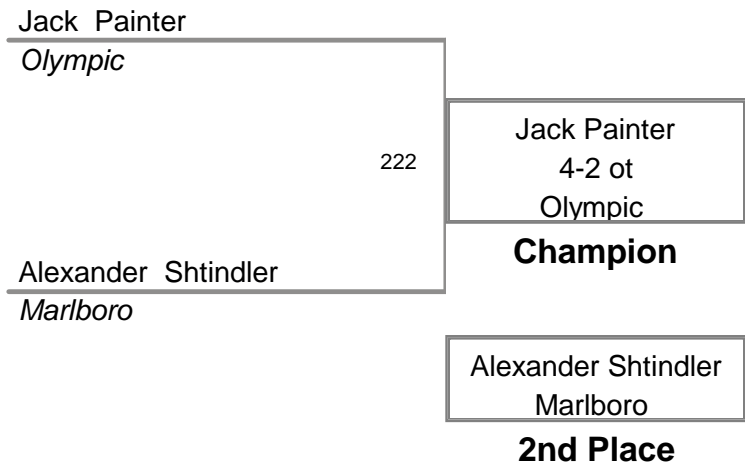 Jack Painter
Olympic
222
Jack Painter
4-2 ot
Olympic
Champion
Alexander Shtindler
Marlboro
Alexander Shtindler
Marlboro
2nd Place